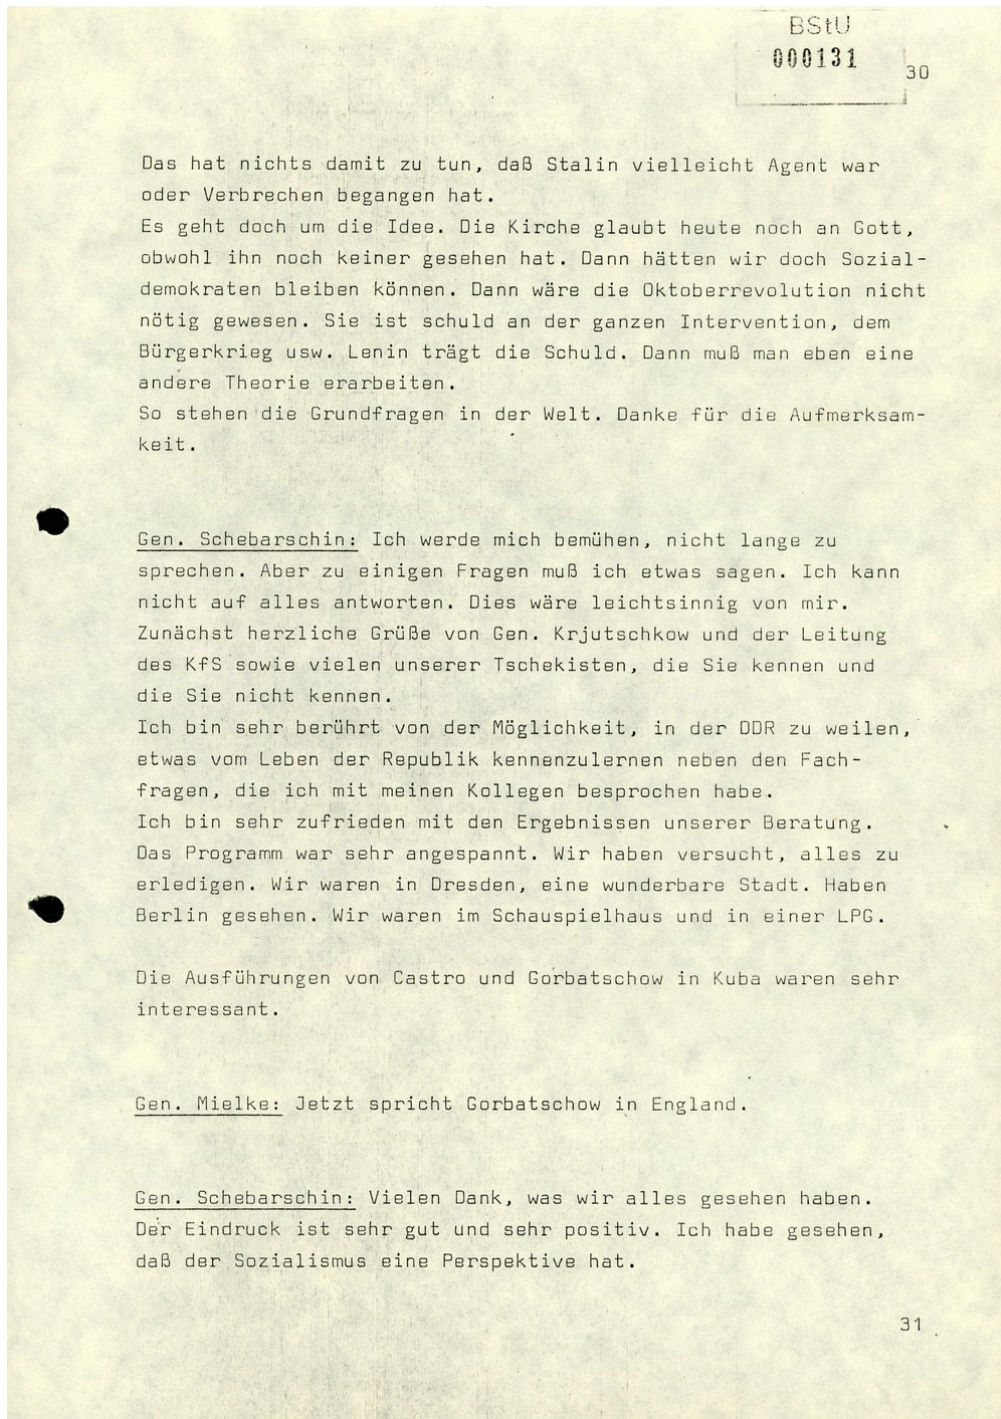 BStU
000131
30
Das hat nichts damit zu tun, daß Stalin vielleicht Agent war
oder Verbrechen begangen hat.
Es geht doch um die Idee. Die Kirche glaubt heute noch an Gott,
obwohl ihn noch keiner gesehen hat. Dann hätten wir doch Sozial-
demokraten bleiben können. Dann wäre die Oktoberrevolution nicht
nötig gewesen. Sie ist schuld an der ganzen Intervention, dem
Bürgerkrieg usw. Lenin trägt die Schuld. Dann muß man eben eine
andere Theorie erarbeiten.
So stehen die Grundfragen in der Welt. Danke für die Aufmerksam-
keit.
Gen. Schebarschin: Ich werde mich bemühen, nicht lange zu
sprechen. Aber zu einigen Fragen muß ich etwas sagen. Ich kann
nicht auf alles antworten. Dies wäre leichtsinnig von mir.
Zunächst herzliche Grüße von Gen. Krjutschkow und der Leitung
des KfS sowie vielen unserer Tschekisten, die Sie kennen und
die Sie nicht kennen.
Ich bin sehr berührt von der Möglichkeit, in der DDR zu weilen,
etwas vom Leben der Republik kennenzulernen neben den Fach-
fragen, die ich mit meinen Kollegen besprochen habe.
Ich bin sehr zufrieden mit den Ergebnissen unserer Beratung.
Das Programm war sehr angespannt. Wir haben versucht, alles zu
erledigen. Wir waren in Dresden, eine wunderbare Stadt. Haben
Berlin gesehen. Wir waren im Schauspielhaus und in einer LPG.
Die Ausführungen von Castro und Gorbatschow in Kuba waren sehr
interessant.
Gen. Mielke: Jetzt spricht Gorbatschow in England.
Gen. Schebarschin: Vielen Dank, was wir alles gesehen haben.
Der Eindruck ist sehr gut und sehr positiv. Ich habe gesehen,
daß der Sozialismus eine Perspektive hat.
31